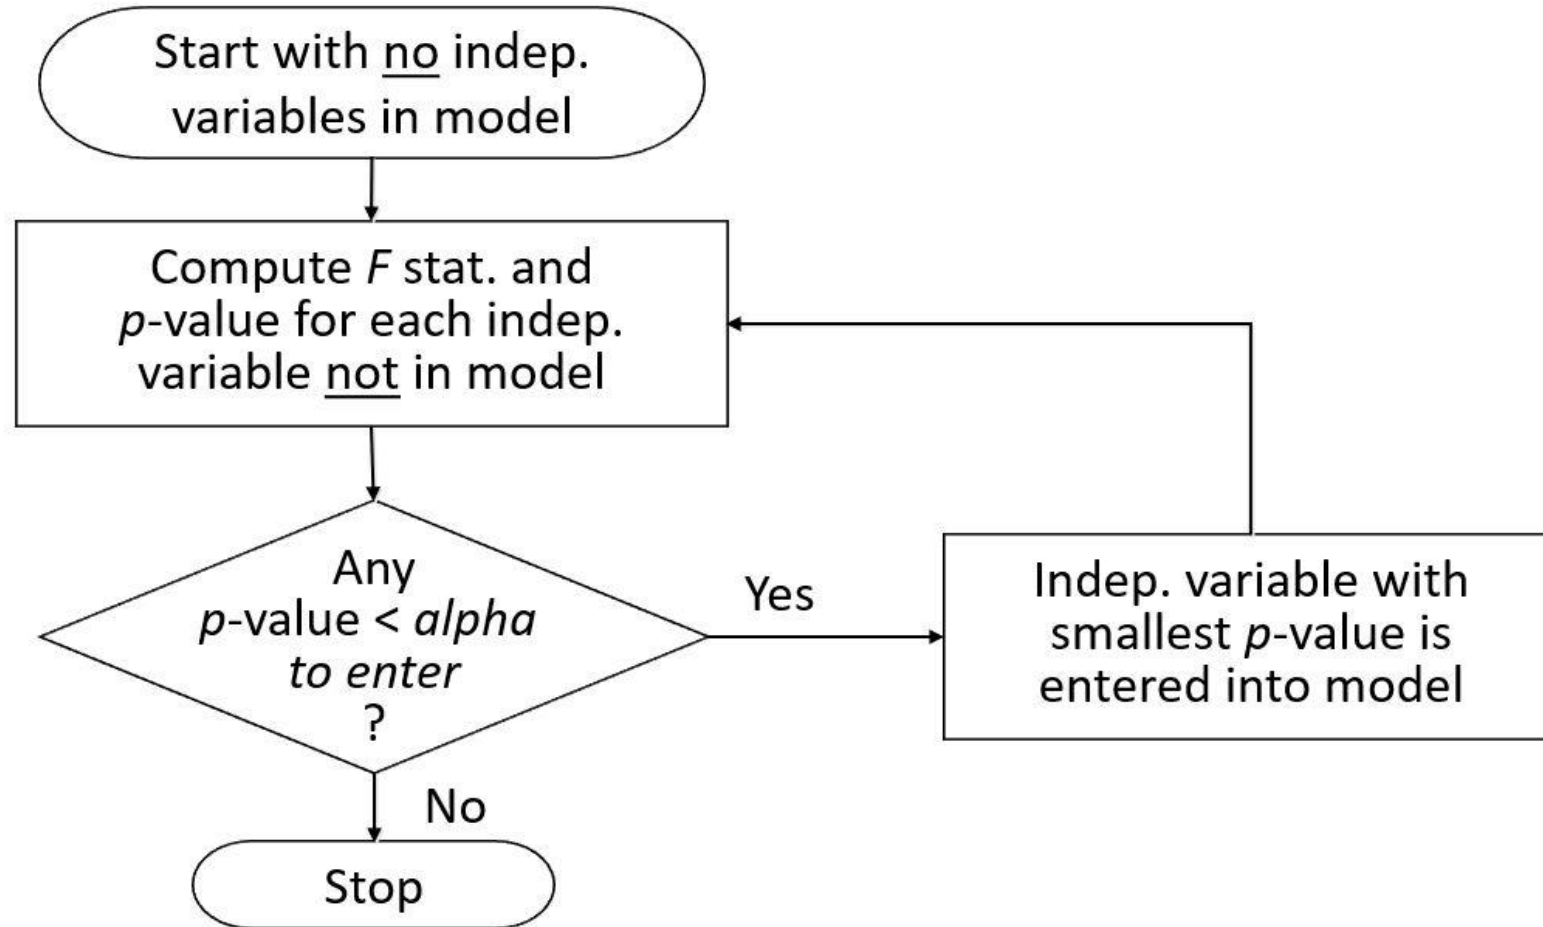 Start with no indep.
variables in model
Compute F stat. and
p-value for each indep.
variable not in model
Any
p-value < alpha
to enter
?
Yes
Indep. variable with
smallest p-value is
entered into model
No
Stop